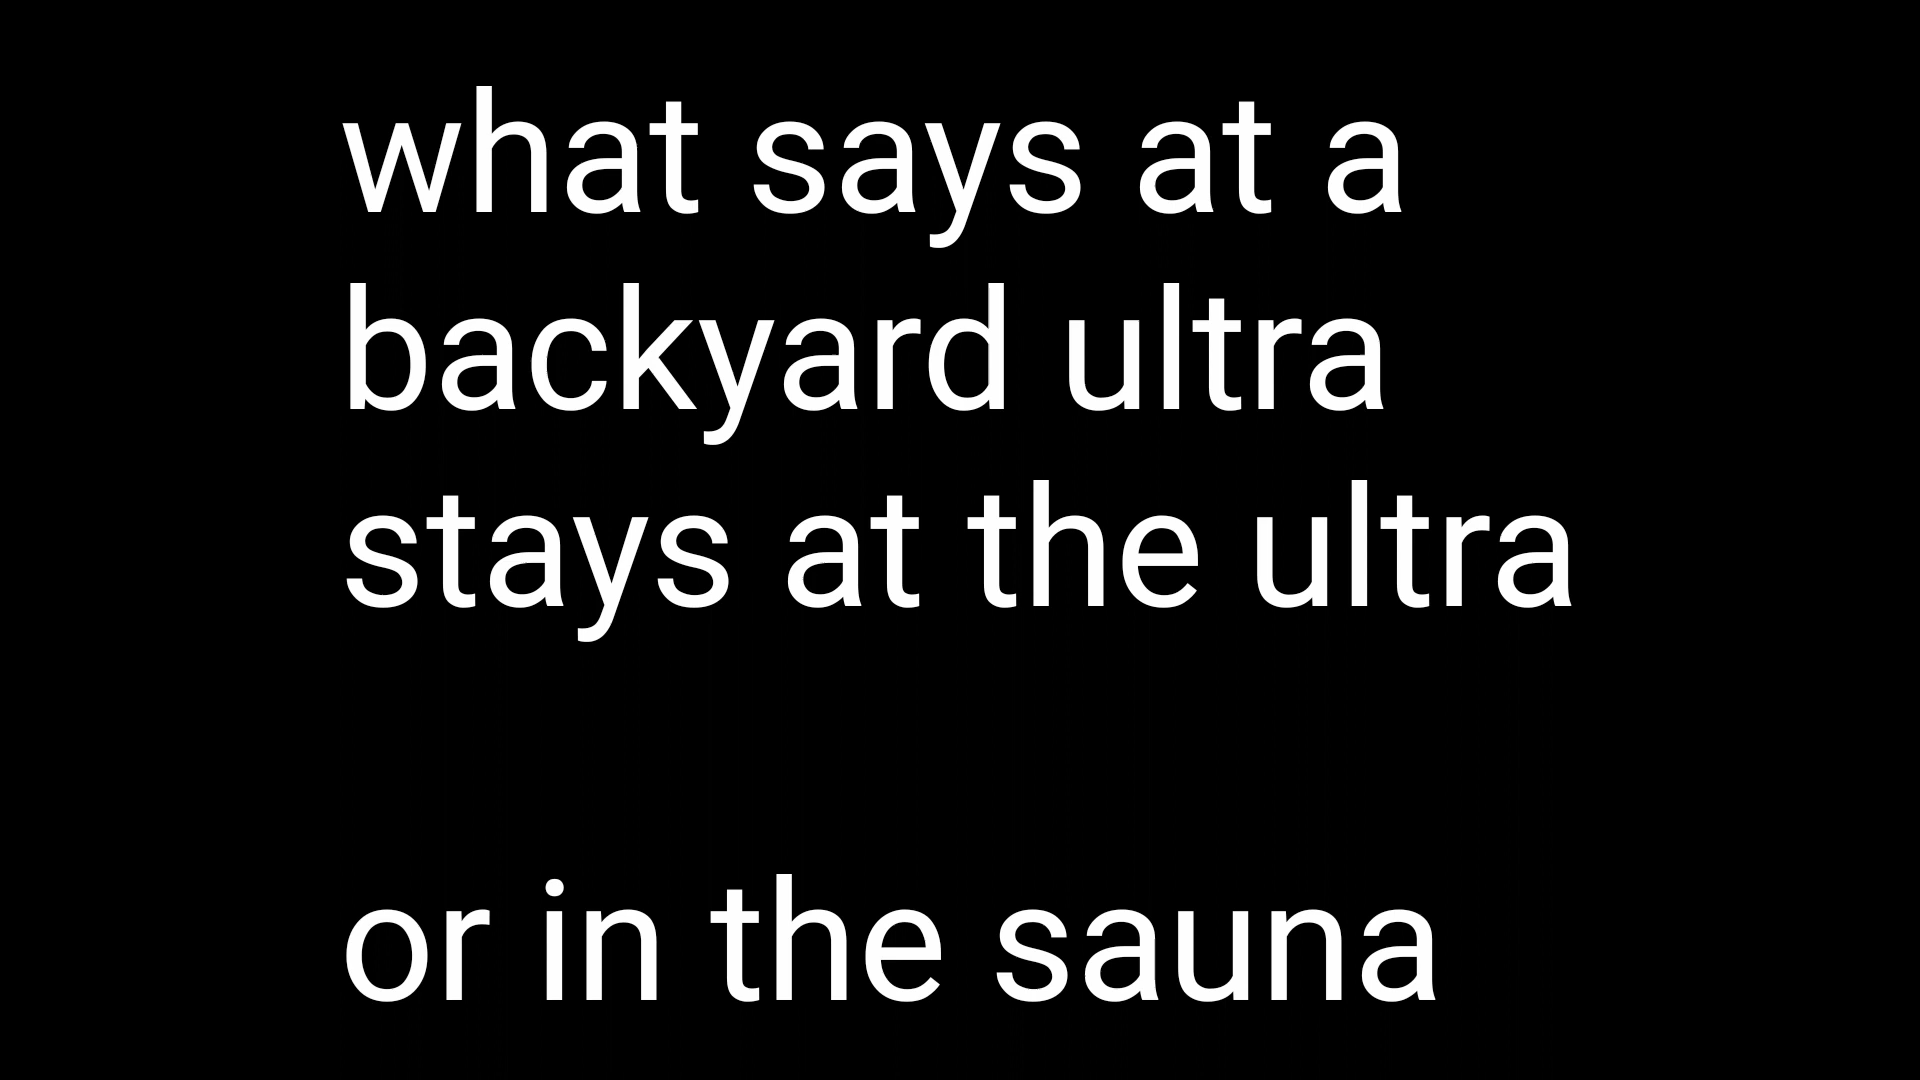 what says at a
backyard ultra
stays at the ultra
or in the sauna